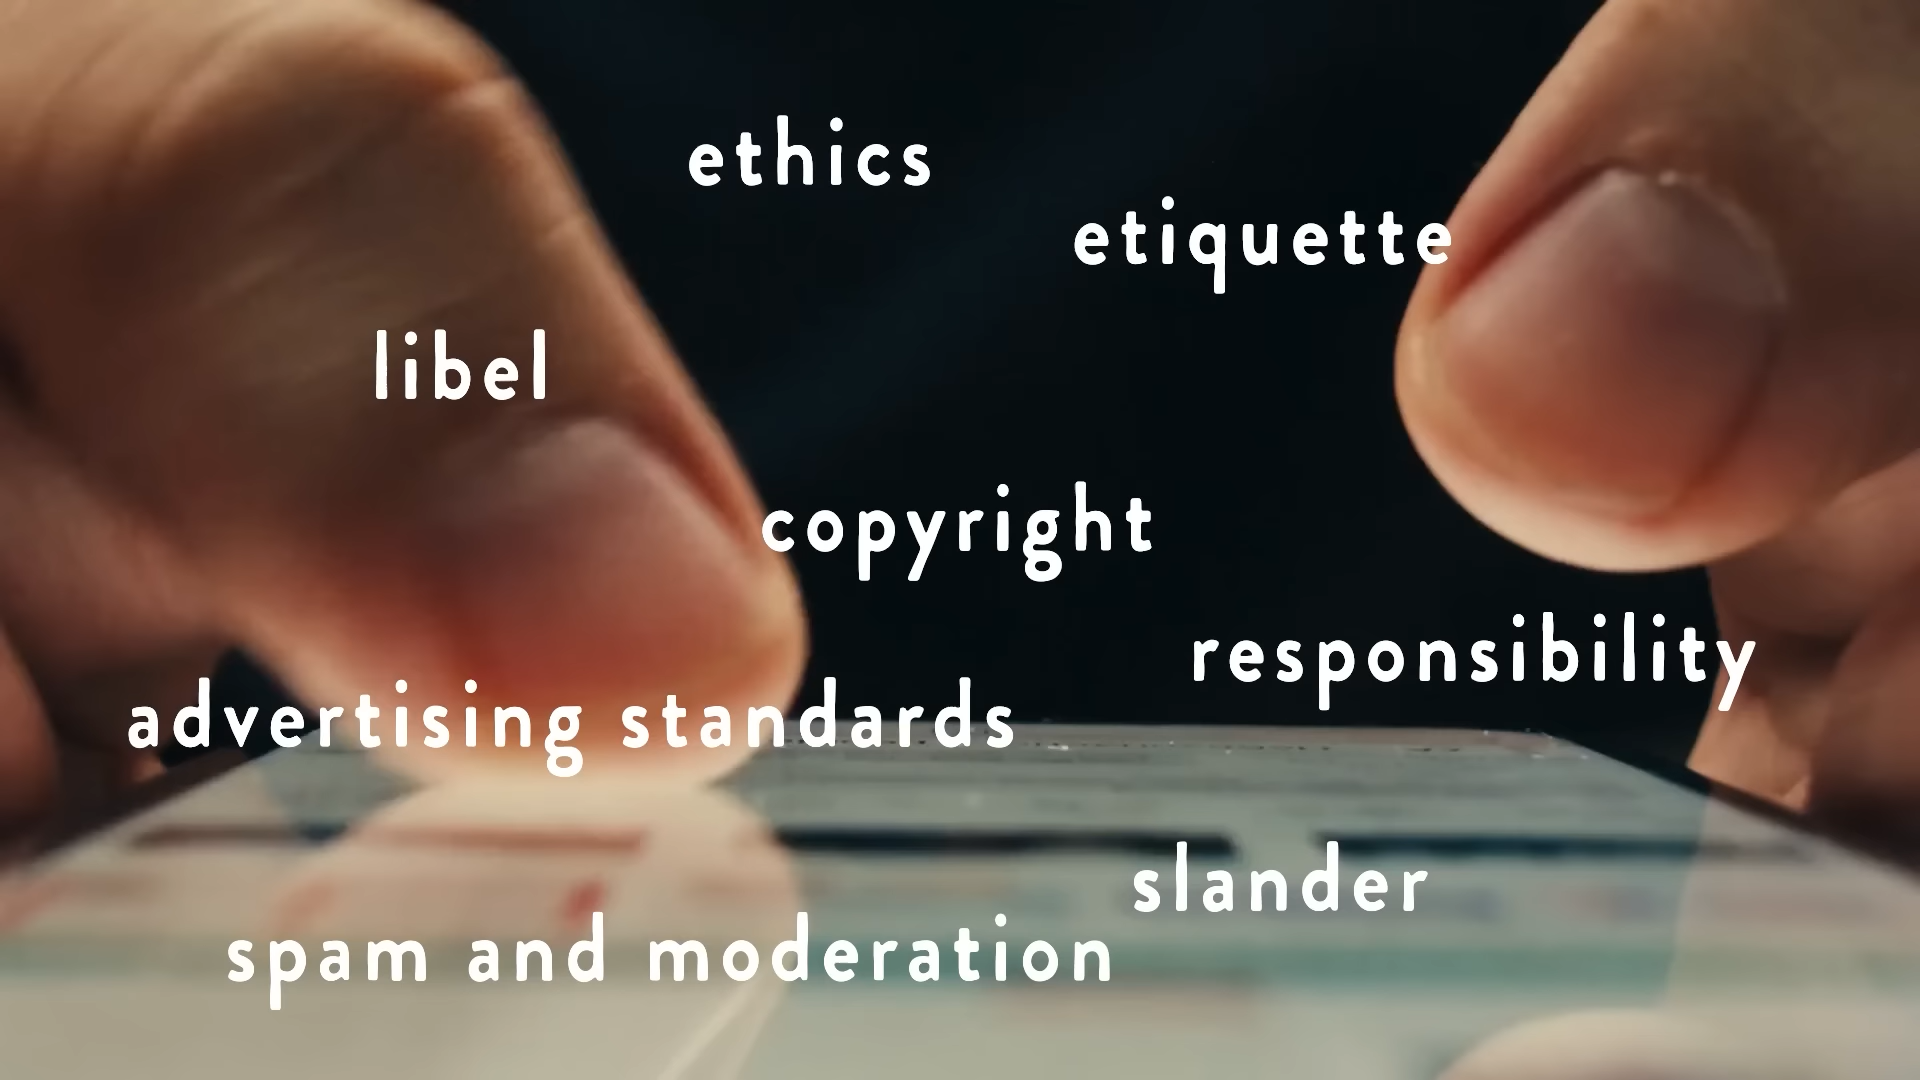 ethics
etiquette
libel
copyright
responsibility
advertising standards
slander
spam and moderation